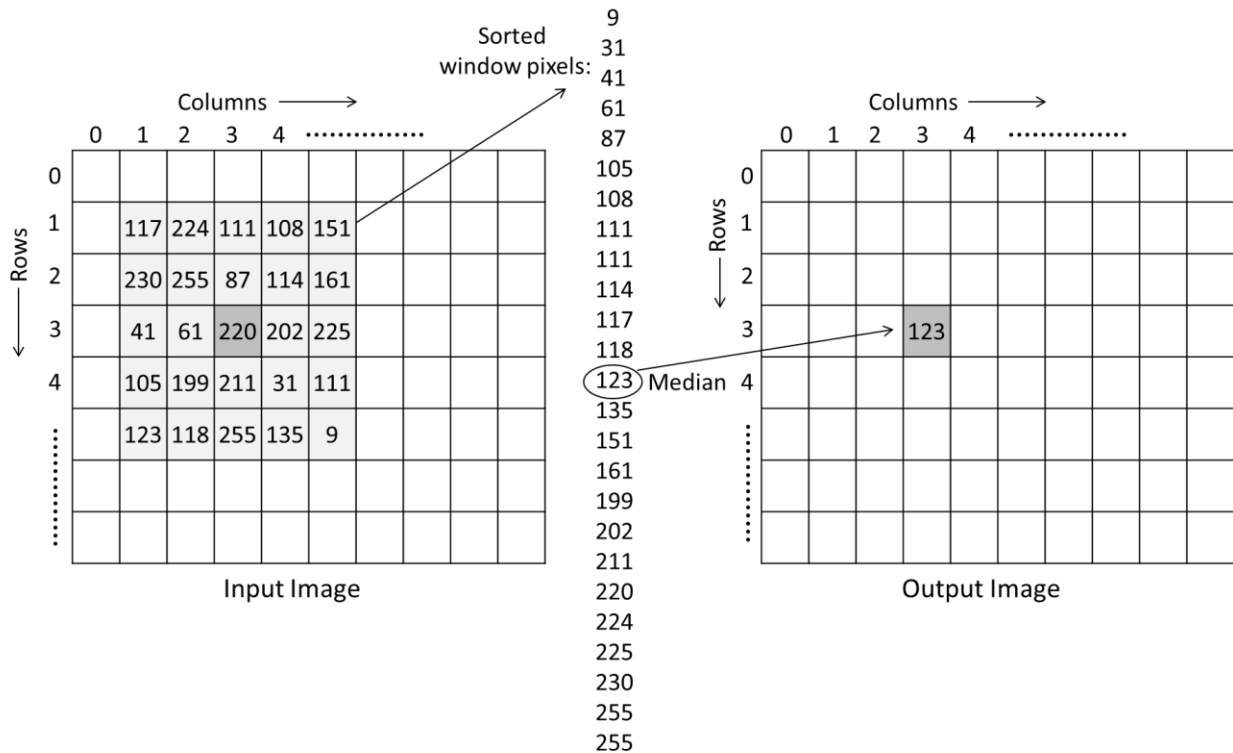 Sorted
window pixels:
Columns
0 1 2 3 4
0
1
2
3
4
Rows
117 224 111 108 151
230 255 87 114 161
41 61 220 202 225
105 199 211 31 111
123 118 255 135 9
Input Image
9
31
41
61
87
105
108
111
111
114
117
118
123 Median
135
151
161
199
202
211
220
224
225
230
255
255
Columns
0 1 2 3 4
0
1
2
3
4
Rows
123
Output Image